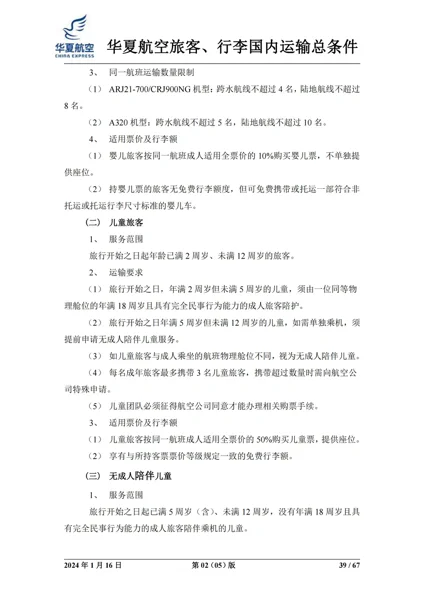 华夏航空
CHINA EXPRESS
华夏航空旅客、行李国内运输总条件
3、 同一航班运输数量限制
（1） ARJ21-700/CRJ900NG 机型：跨水航线不超过 4 名，陆地航线不超过
8 名。
（2） A320 机型：跨水航线不超过 5 名，陆地航线不超过 10 名。
4、 适用票价及行李额
（1） 婴儿旅客按同一航班成人适用全票价的 10%购买婴儿票，不单独提
供座位。
（2） 持婴儿票的旅客无免费行李额度，但可免费携带或托运一部符合非
托运或托运行李尺寸标准的婴儿车。
(二) 儿童旅客
1、 服务范围
旅行开始之日起年龄已满 2 周岁、未满 12 周岁的旅客。
2、 运输要求
（1） 旅行开始之日，年满 2 周岁但未满 5 周岁的儿童，须由一位同等物
理舱位的年满 18 周岁且具有完全民事行为能力的成人旅客陪护。
（2） 旅行开始之日年满 5 周岁但未满 12 周岁的儿童，如需单独乘机，须
提前申请无成人陪伴儿童服务。
（3） 如儿童旅客与成人乘坐的航班物理舱位不同，视为无成人陪伴儿童。
（4） 每名成年旅客最多携带 3 名儿童旅客，携带超过数量时需向航空公
司特殊申请。
（5） 儿童团队必须征得航空公司同意才能办理相关购票手续。
3、 适用票价及行李额
（1） 儿童旅客按同一航班成人适用全票价的 50%购买儿童票，提供座位。
（2） 享有与所持客票票价等级规定一致的免费行李额。
(三) 无成人陪伴儿童
1、 服务范围
旅行开始之日起已满 5 周岁（含）、未满 12 周岁，没有年满 18 周岁且具
有完全民事行为能力的成人旅客陪伴乘机的儿童。
2024 年 1 月 16 日 第 02（05）版 39 / 67